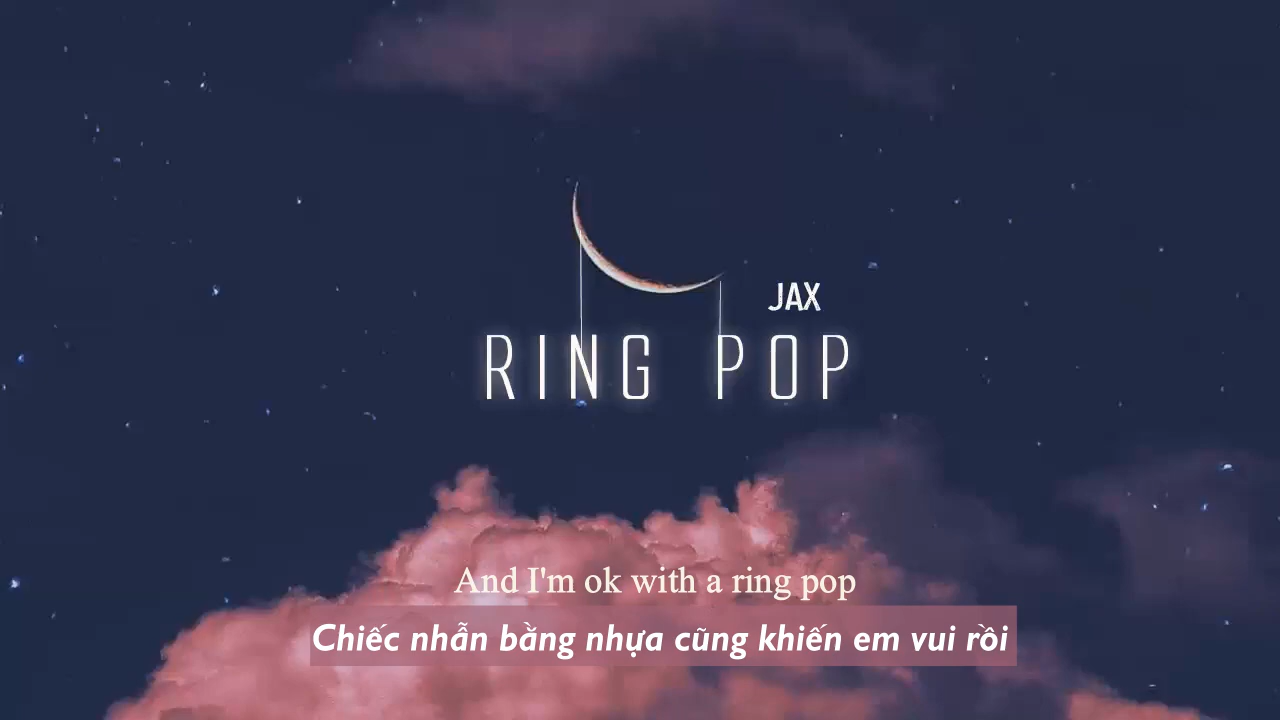 JAX
RING POP
And I'm ok with a ring pop
Chiếc nhẫn bằng nhựa cũng khiến em vui rồi